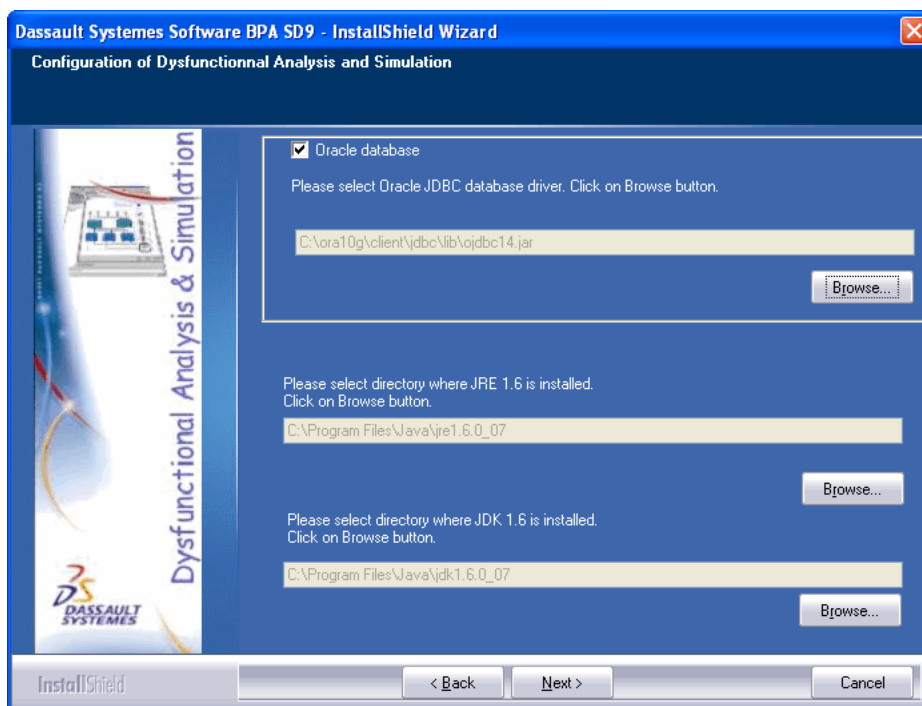 Dassault Systemes Software BPA SD9 - InstallShield Wizard
Configuration of Dysfunctionnal Analysis and Simulation
Dysfunctional Analysis & Simulation
DASSAULT
SYSTEMES
Oracle database
Please select Oracle JDBC database driver. Click on Browse button.
C:\ora10g\client\jdbc\lib\ojdbc14.jar
Browse...
Please select directory where JRE 1.6 is installed.
Click on Browse button.
C:\Program Files\Java\jre1.6.0_07
Browse...
Please select directory where JDK 1.6 is installed.
Click on Browse button.
C:\Program Files\Java\jdk1.6.0_07
Browse...
InstallShield
< Back
Next >
Cancel